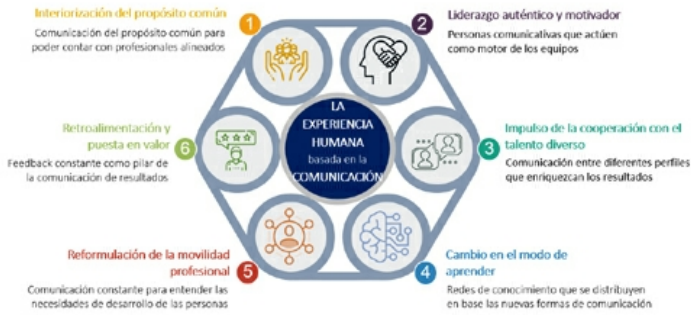 LA
EXPERIENCIA
HUMANA
basada en la
COMUNICACIÓN
1
Interiorización del propósito común
Comunicación del propósito común para
poder contar con profesionales alineados
2
Liderazgo auténtico y motivador
Personas comunicativas que actúen
como motor de los equipos
3
Impulso de la cooperación con el
talento diverso
Comunicación entre diferentes perfiles
que enriquezcan los resultados
4
Cambio en el modo de
aprender
Redes de conocimiento que se distribuyen
en base las nuevas formas de comunicación
5
Reformulación de la movilidad
profesional
Comunicación constante para entender las
necesidades de desarrollo de las personas
6
Retroalimentación y
puesta en valor
Feedback constante como pilar de
la comunicación de resultados